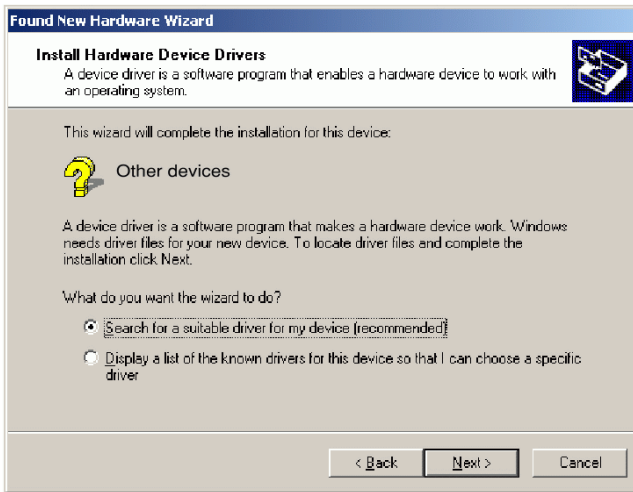 Found New Hardware Wizard
Install Hardware Device Drivers
A device driver is a software program that enables a hardware device to work with
an operating system.
This wizard will complete the installation for this device:
Other devices
A device driver is a software program that makes a hardware device work. Windows
needs driver files for your new device. To locate driver files and complete the
installation click Next.
What do you want the wizard to do?
Search for a suitable driver for my device (recommended)
Display a list of the known drivers for this device so that I can choose a specific
driver
< Back Next > Cancel